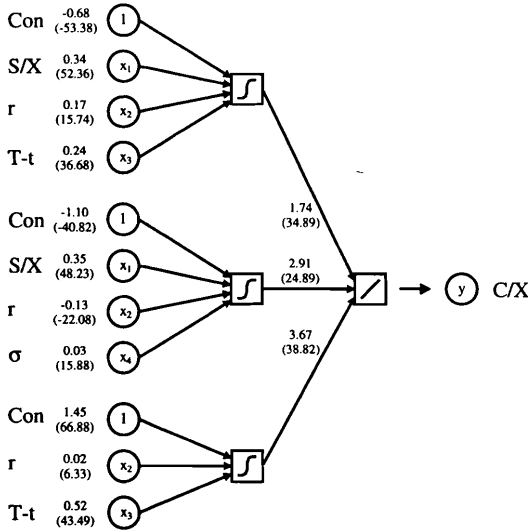 Con -0.68 (-53.38) 1
S/X 0.34 (52.36) x₁
r 0.17 (15.74) x₂
T-t 0.24 (36.68) x₃
1.74
(34.89)
Con -1.10 (-40.82) 1
S/X 0.35 (48.23) x₁
r -0.13 (-22.08) x₂
σ 0.03 (15.88) x₄
2.91
(24.89)
y C/X
3.67
(38.82)
Con 1.45 (66.88) 1
r 0.02 (6.33) x₂
T-t 0.52 (43.49) x₃